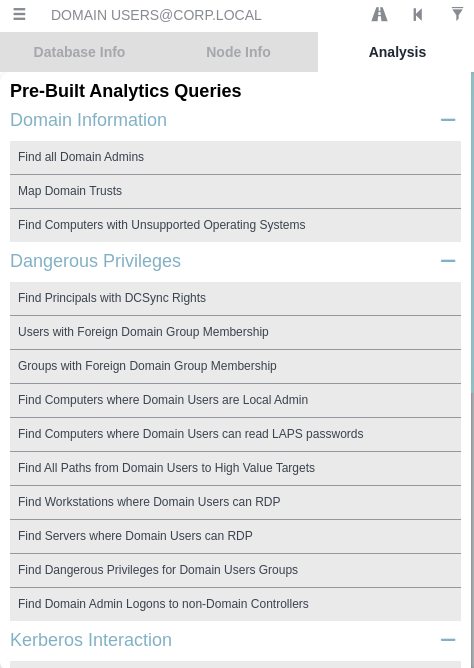 DOMAIN USERS@CORP.LOCAL
Database Info
Node Info
Analysis
Pre-Built Analytics Queries
Domain Information
Find all Domain Admins
Map Domain Trusts
Find Computers with Unsupported Operating Systems
Dangerous Privileges
Find Principals with DCSync Rights
Users with Foreign Domain Group Membership
Groups with Foreign Domain Group Membership
Find Computers where Domain Users are Local Admin
Find Computers where Domain Users can read LAPS passwords
Find All Paths from Domain Users to High Value Targets
Find Workstations where Domain Users can RDP
Find Servers where Domain Users can RDP
Find Dangerous Privileges for Domain Users Groups
Find Domain Admin Logons to non-Domain Controllers
Kerberos Interaction